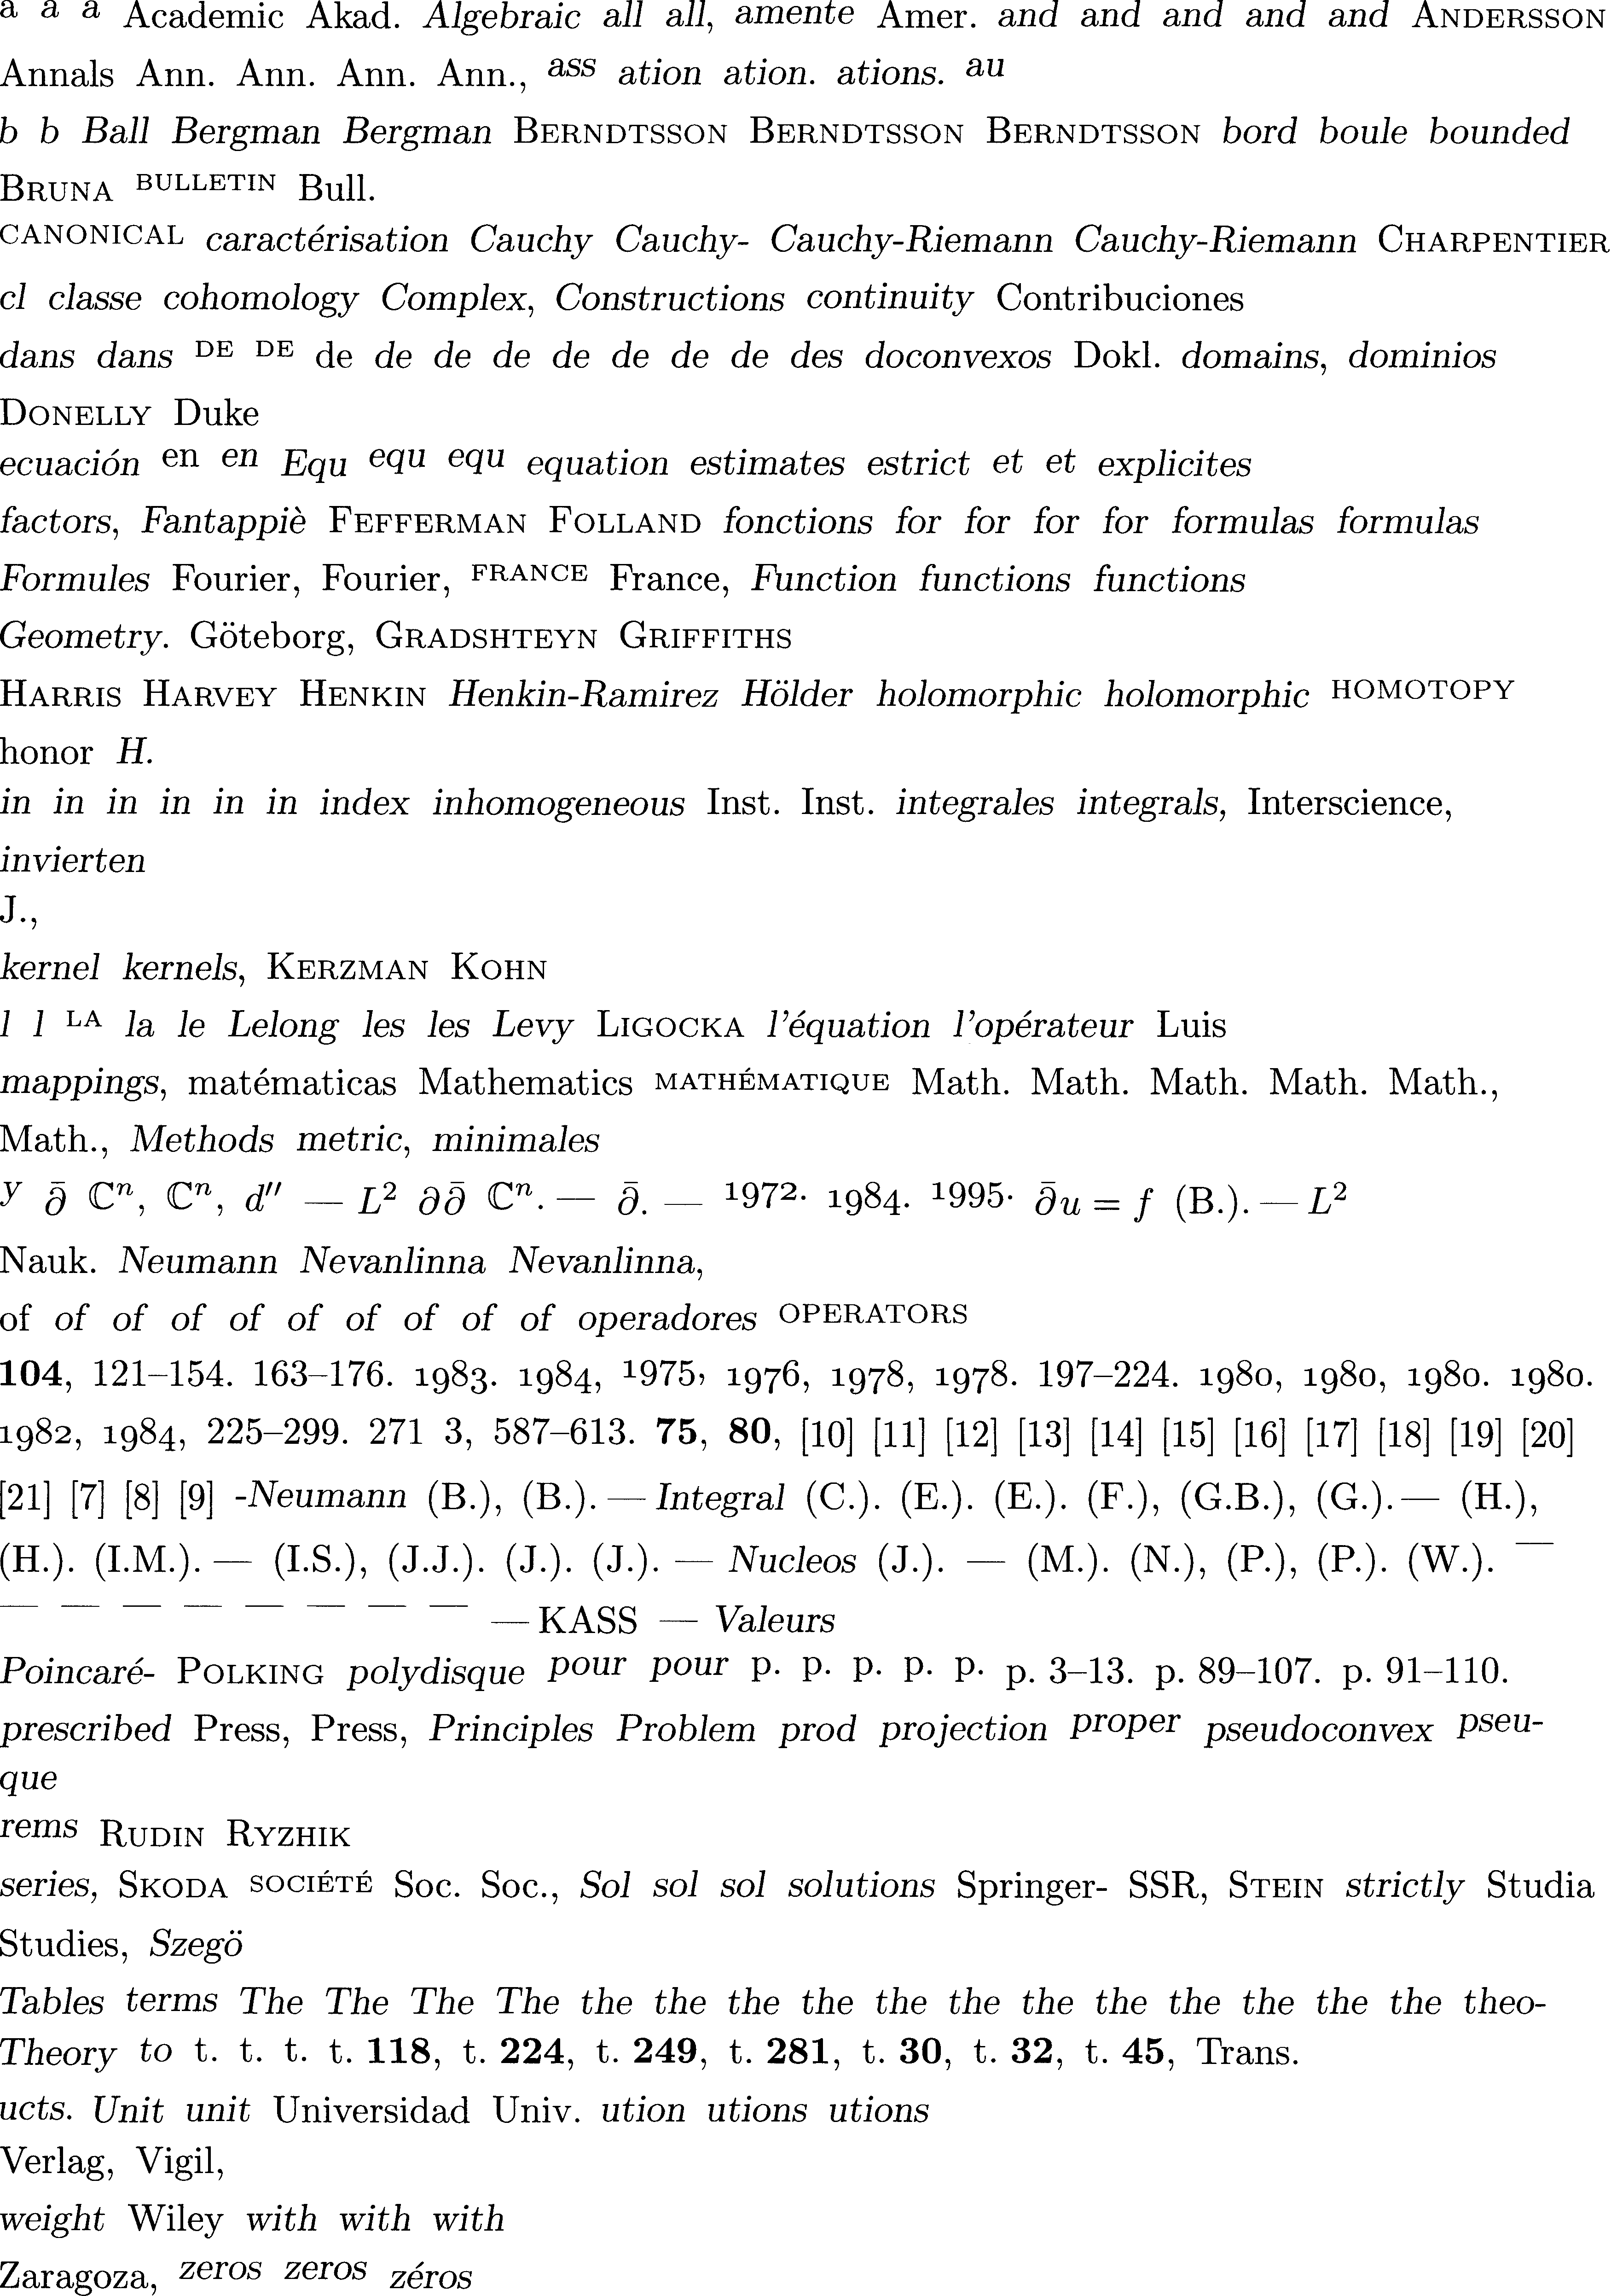 a a a Academic Akad. Algebraic all all, amente Amer. and and and and and ANDERSSON
Annals Ann. Ann. Ann. Ann., ass ation ation. ations. au
b b Ball Bergman Bergman BERNDTSSON BERNDTSSON BERNDTSSON bord boule bounded
BRUNA BULLETIN Bull.
CANONICAL caractérisation Cauchy Cauchy- Cauchy-Riemann Cauchy-Riemann CHARPENTIER
cl classe cohomology Complex, Constructions continuity Contribuciones
dans dans DE DE de de de de de de de de des doconvexos Dokl. domains, dominios
DONELLY Duke
ecuación en en Equ equ equ equation estimates estrict et et explicites
factors, Fantappiè FEFFERMAN FOLLAND fonctions for for for for formulas formulas
Formules Fourier, Fourier, FRANCE France, Function functions functions
Geometry. Göteborg, GRADSHTEYN GRIFFITHS
HARRIS HARVEY HENKIN Henkin-Ramirez Hölder holomorphic holomorphic HOMOTOPY
honor H.
in in in in in in index inhomogeneous Inst. Inst. integrales integrals, Interscience,
invierten
J.,
kernel kernels, KERZMAN KOHN
l l LA la le Lelong les les Levy LIGOCKA l'équation l'opérateur Luis
mappings, matématicas Mathematics MATHÉMATIQUE Math. Math. Math. Math. Math.,
Math., Methods metric, minimales
y ∂̄ ℂⁿ, ℂⁿ, d″ — L² ∂∂̄ ℂⁿ. — ∂̄. — 1972. 1984. 1995. ∂̄u = f (B.). — L²
Nauk. Neumann Nevanlinna Nevanlinna,
of of of of of of of of of of operadores OPERATORS
104, 121–154. 163–176. 1983. 1984, 1975, 1976, 1978, 1978. 197–224. 1980, 1980, 1980. 1980.
1982, 1984, 225–299. 271 3, 587–613. 75, 80, [10] [11] [12] [13] [14] [15] [16] [17] [18] [19] [20]
[21] [7] [8] [9] -Neumann (B.), (B.). — Integral (C.). (E.). (E.). (F.), (G.B.), (G.). — (H.),
(H.). (I.M.). — (I.S.), (J.J.). (J.). (J.). — Nucleos (J.). — (M.). (N.), (P.), (P.). (W.). —
— — — — — — — — — KASS — Valeurs
Poincaré- POLKING polydisque pour pour p. p. p. p. p. p. 3–13. p. 89–107. p. 91–110.
prescribed Press, Press, Principles Problem prod projection proper pseudoconvex pseu-
que
rems RUDIN RYZHIK
series, SKODA SOCIÉTÉ Soc. Soc., Sol sol sol solutions Springer- SSR, STEIN strictly Studia
Studies, Szegö
Tables terms The The The The the the the the the the the the the the the the theo-
Theory to t. t. t. t. 118, t. 224, t. 249, t. 281, t. 30, t. 32, t. 45, Trans.
ucts. Unit unit Universidad Univ. ution utions utions
Verlag, Vigil,
weight Wiley with with with
Zaragoza, zeros zeros zéros